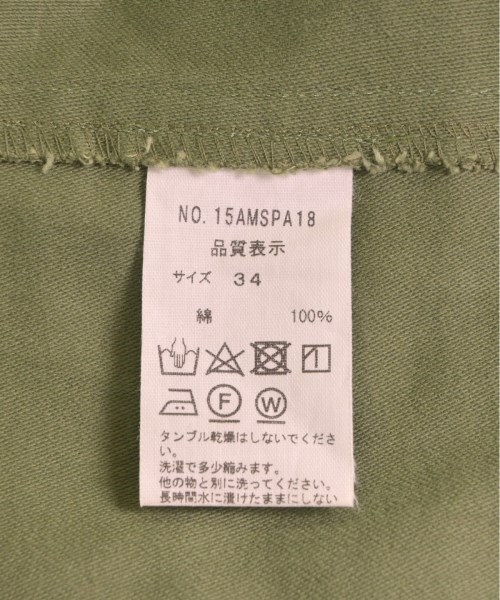 NO.15AMSPA18
品質表示
サイズ 34
綿 100%
F W
タンブル乾燥はしないでくださ
い。
洗濯で多少縮みます。
他の物と別に洗ってください。
長時間水に漬けたままにしない